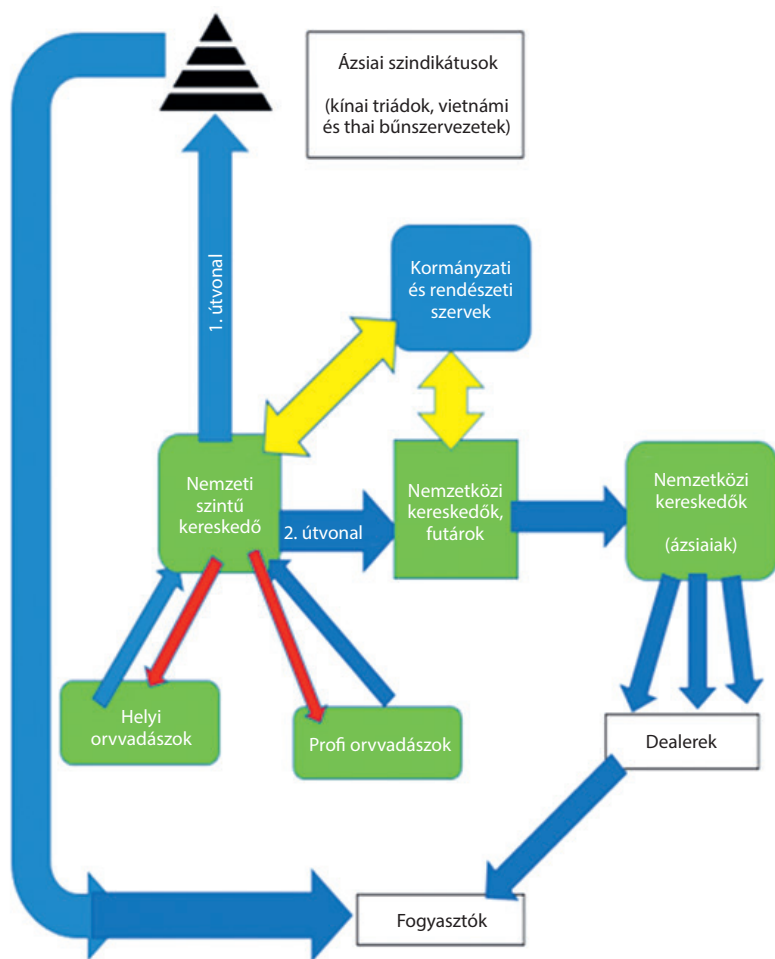 Ázsiai szindikátusok
(kínai triádok, vietnámi
és thai bűnszervezetek)
Kormányzati
és rendészeti
szervek
1. útvonal
Nemzeti
szintű
kereskedő
2. útvonal
Nemzetközi
kereskedők,
futárok
Nemzetközi
kereskedők
(ázsiaiak)
Helyi
orvvadászok
Profi orvvadászok
Dealerek
Fogyasztók